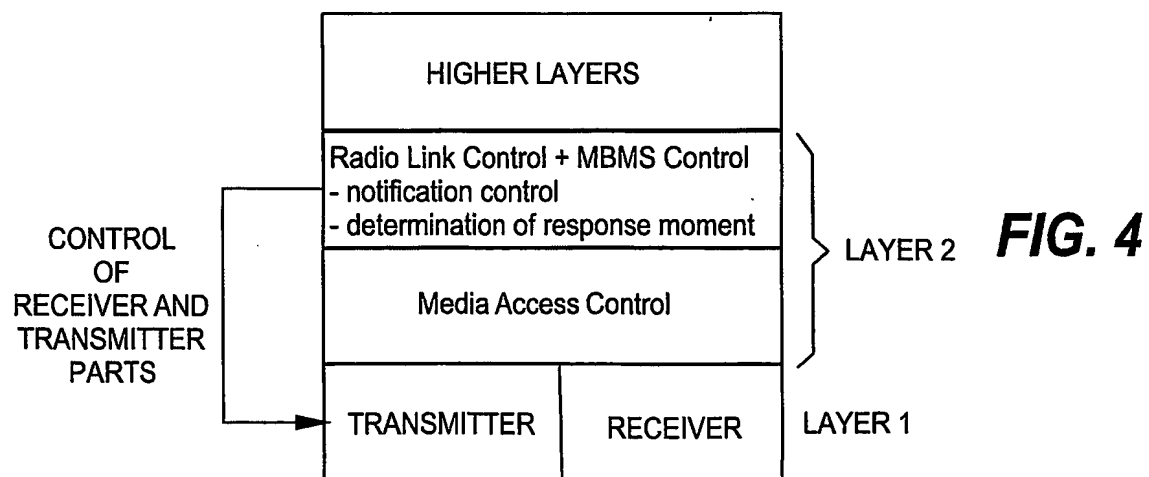 HIGHER LAYERS
Radio Link Control + MBMS Control
- notification control
- determination of response moment
Media Access Control
LAYER 2
FIG. 4
CONTROL
OF
RECEIVER AND
TRANSMITTER
PARTS
TRANSMITTER
RECEIVER
LAYER 1